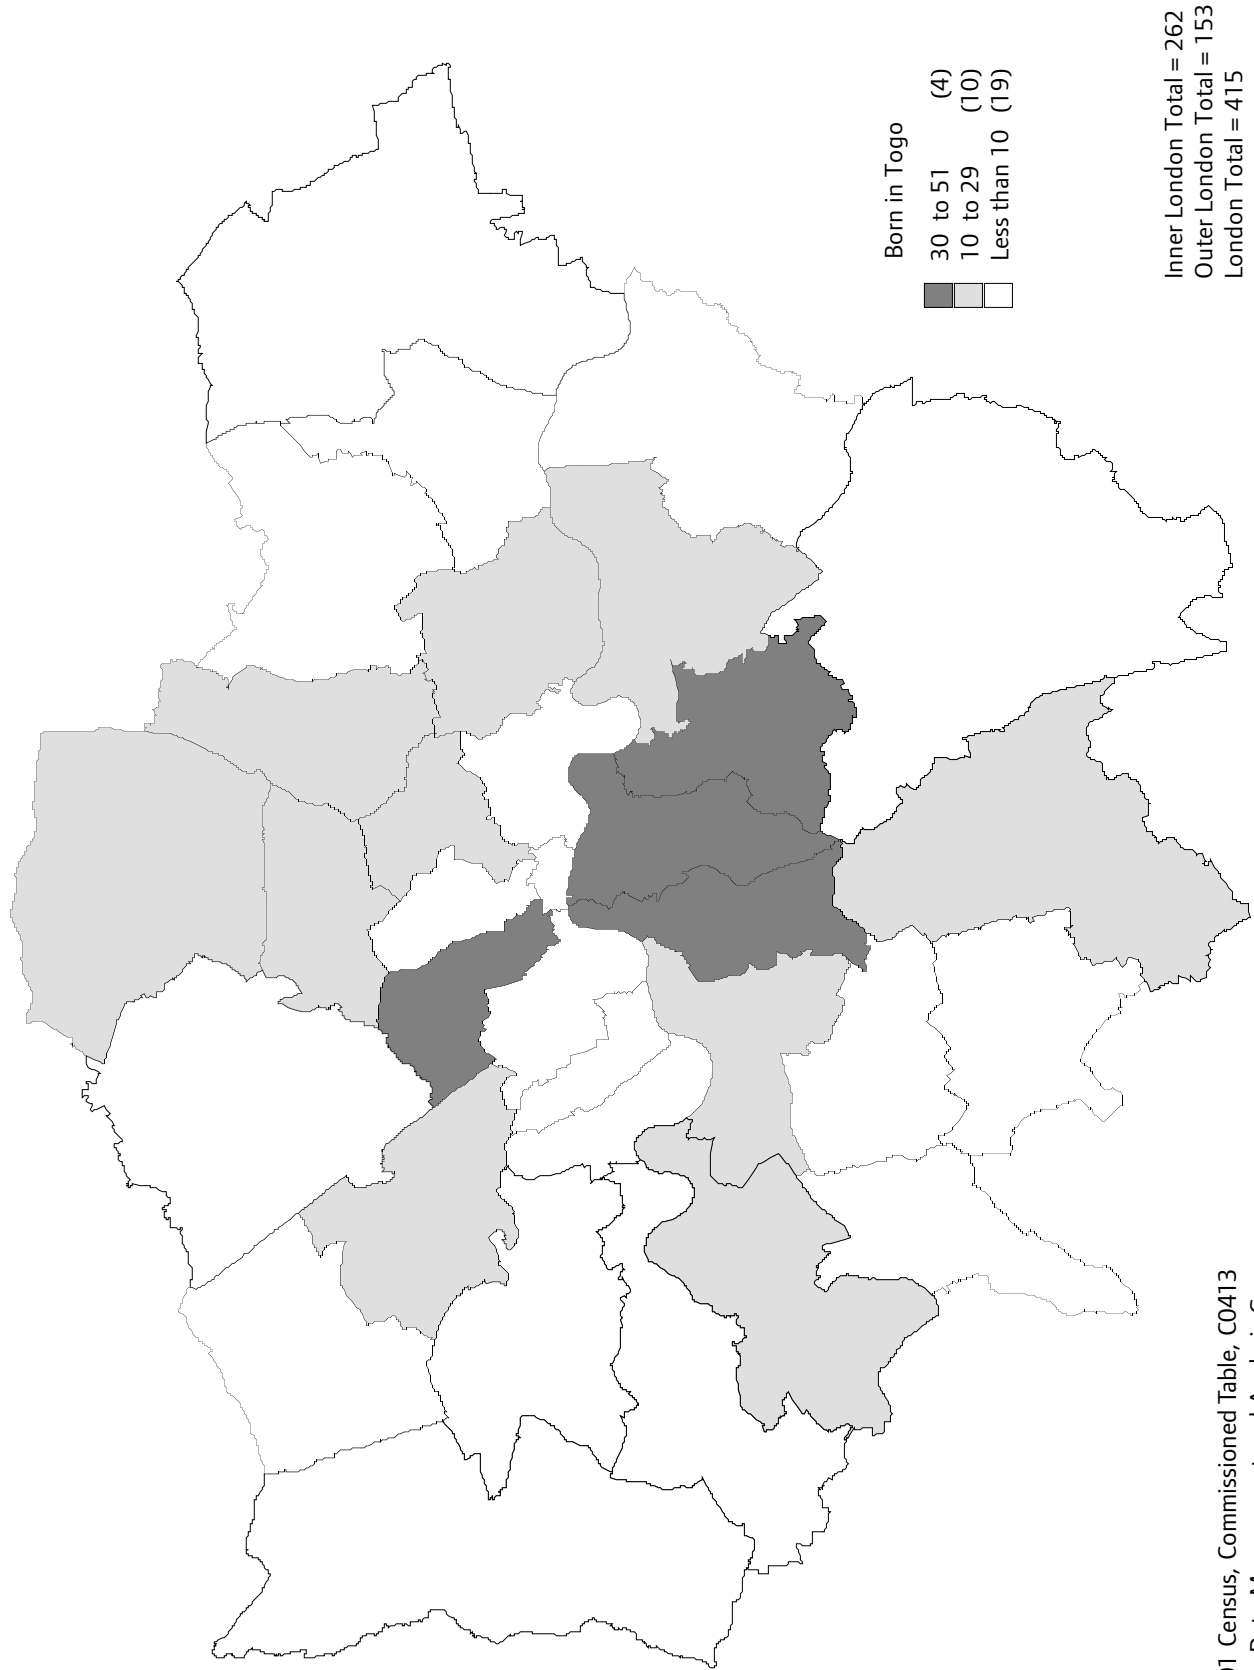 Born in Togo
30 to 51 (4)
10 to 29 (10)
Less than 10 (19)
Inner London Total = 262
Outer London Total = 153
London Total = 415
Census, Commissioned Table, C0413